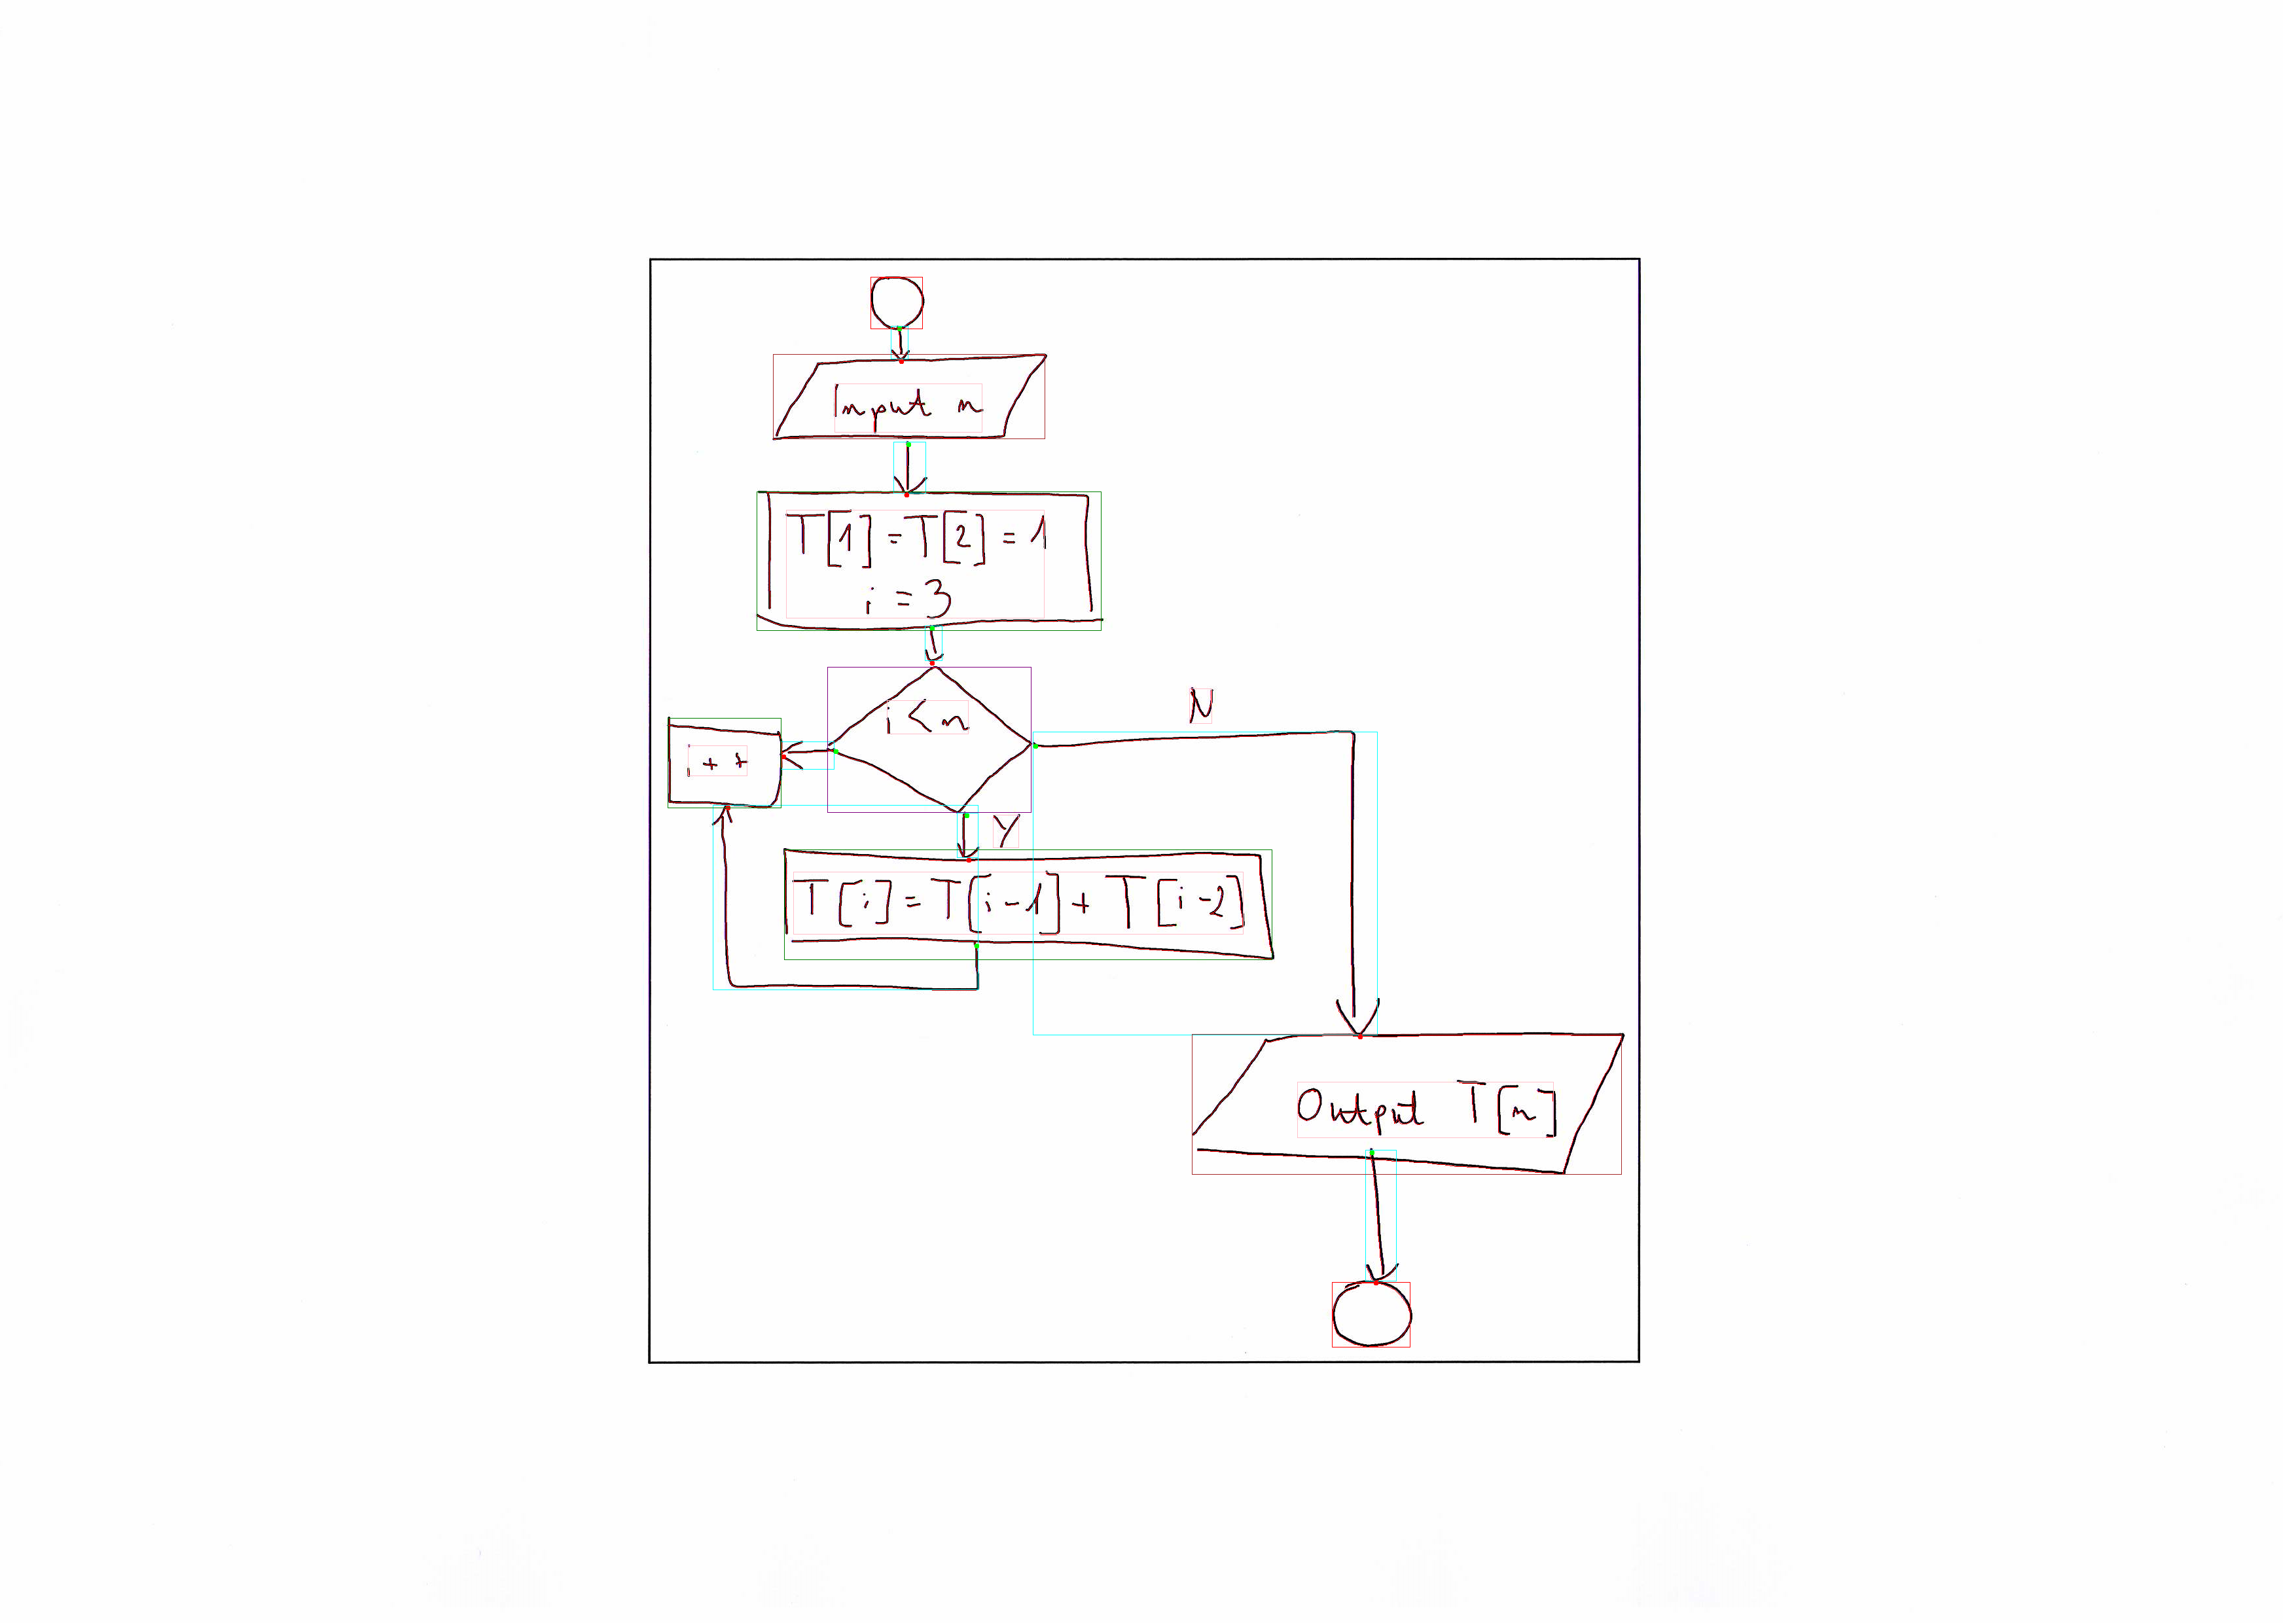 Input n
T[1] = T[2] = 1
i = 3
i < n
N
i + +
Y
T[i] = T[i-1] + T[i-2]
Output T[n]